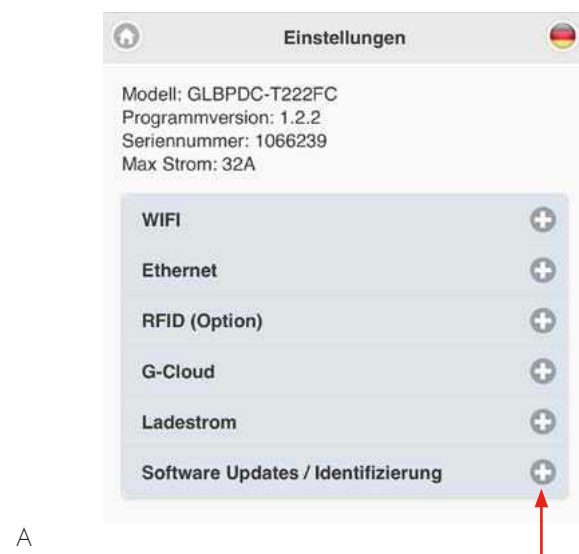 Einstellungen
Modell: GLBPDC-T222FC
Programmversion: 1.2.2
Seriennummer: 1066239
Max Strom: 32A
WIFI
Ethernet
RFID (Option)
G-Cloud
Ladestrom
Software Updates / Identifizierung
A